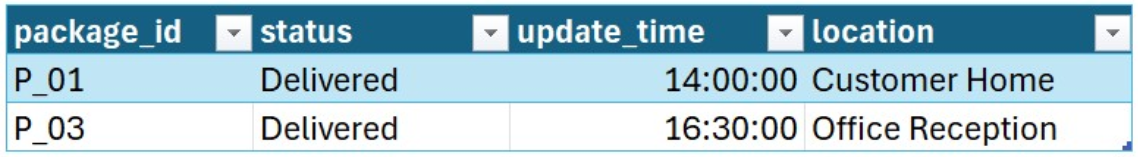 package_id status update_time location
P_01 Delivered 14:00:00 Customer Home
P_03 Delivered 16:30:00 Office Reception